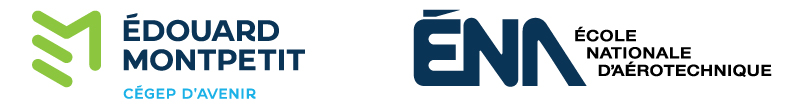 ÉDOUARD
MONTPETIT
CÉGEP D'AVENIR
ÉNA
ÉCOLE
NATIONALE
D'AÉROTECHNIQUE